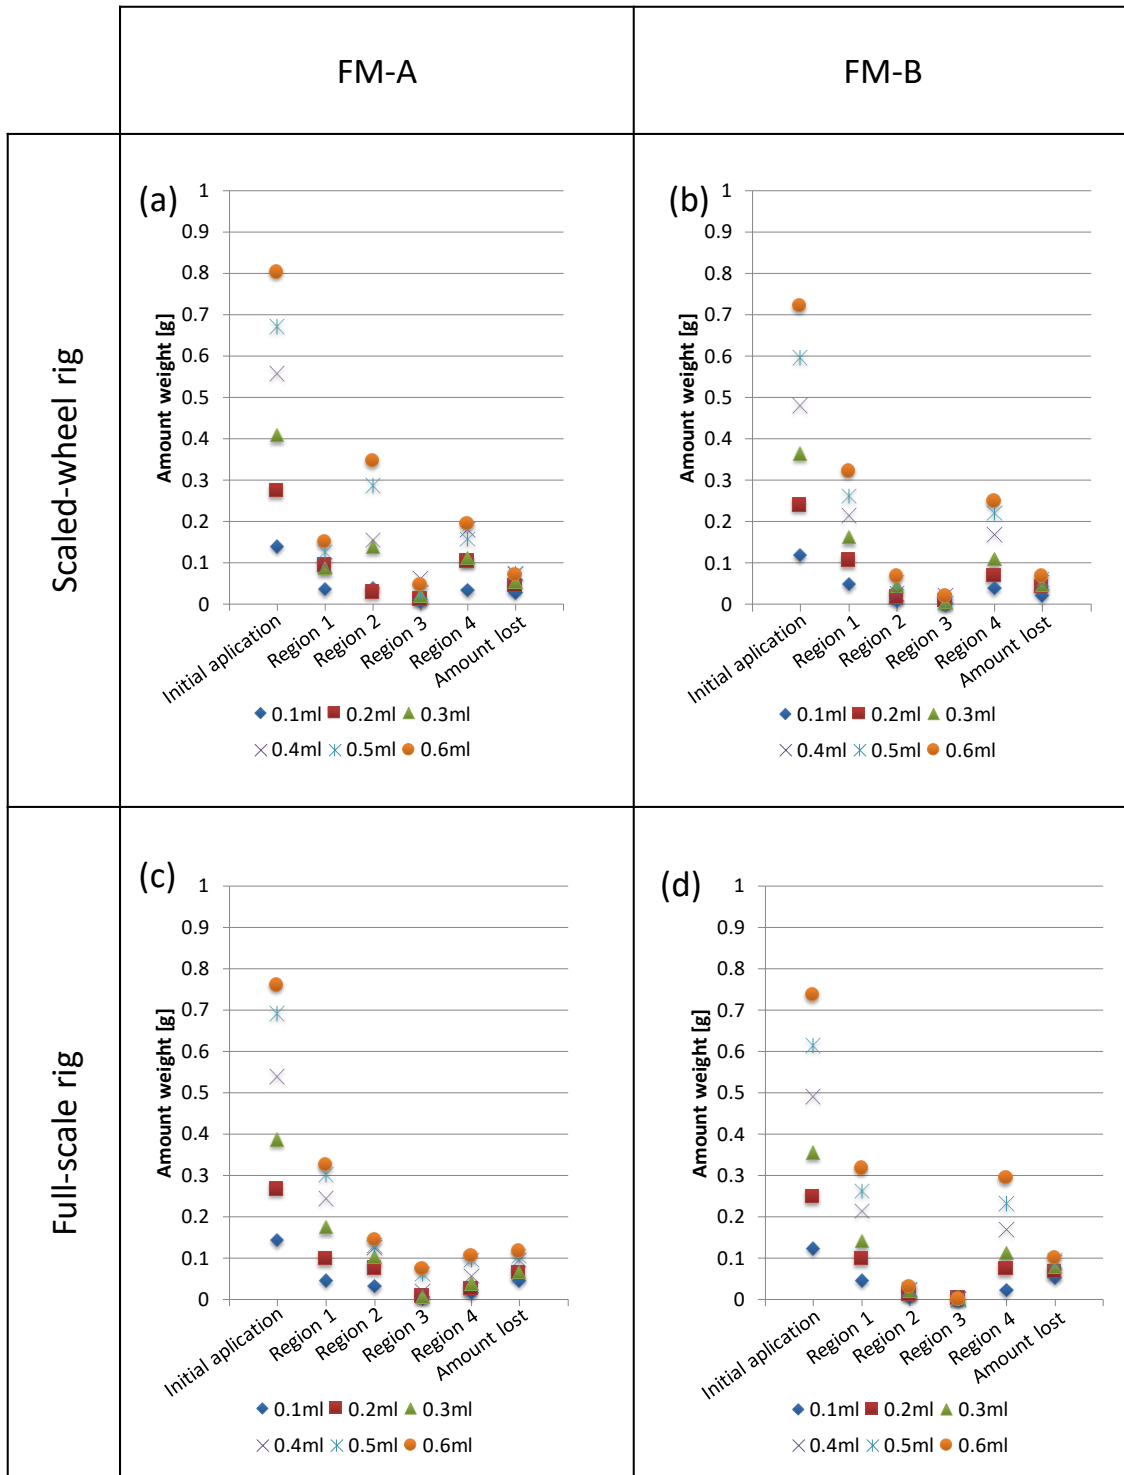 FM-A
FM-B
Scaled-wheel rig
(a)
Amount weight [g]
1
0.9
0.8
0.7
0.6
0.5
0.4
0.3
0.2
0.1
0
Initial aplication
Region 1
Region 2
Region 3
Region 4
Amount lost
0.1ml 0.2ml 0.3ml
0.4ml 0.5ml 0.6ml
(b)
Amount weight [g]
1
0.9
0.8
0.7
0.6
0.5
0.4
0.3
0.2
0.1
0
Initial aplication
Region 1
Region 2
Region 3
Region 4
Amount lost
0.1ml 0.2ml 0.3ml
0.4ml 0.5ml 0.6ml
Full-scale rig
(c)
Amount weight [g]
1
0.9
0.8
0.7
0.6
0.5
0.4
0.3
0.2
0.1
0
Initial aplication
Region 1
Region 2
Region 3
Region 4
Amount lost
0.1ml 0.2ml 0.3ml
0.4ml 0.5ml 0.6ml
(d)
Amount weight [g]
1
0.9
0.8
0.7
0.6
0.5
0.4
0.3
0.2
0.1
0
Initial aplication
Region 1
Region 2
Region 3
Region 4
Amount lost
0.1ml 0.2ml 0.3ml
0.4ml 0.5ml 0.6ml